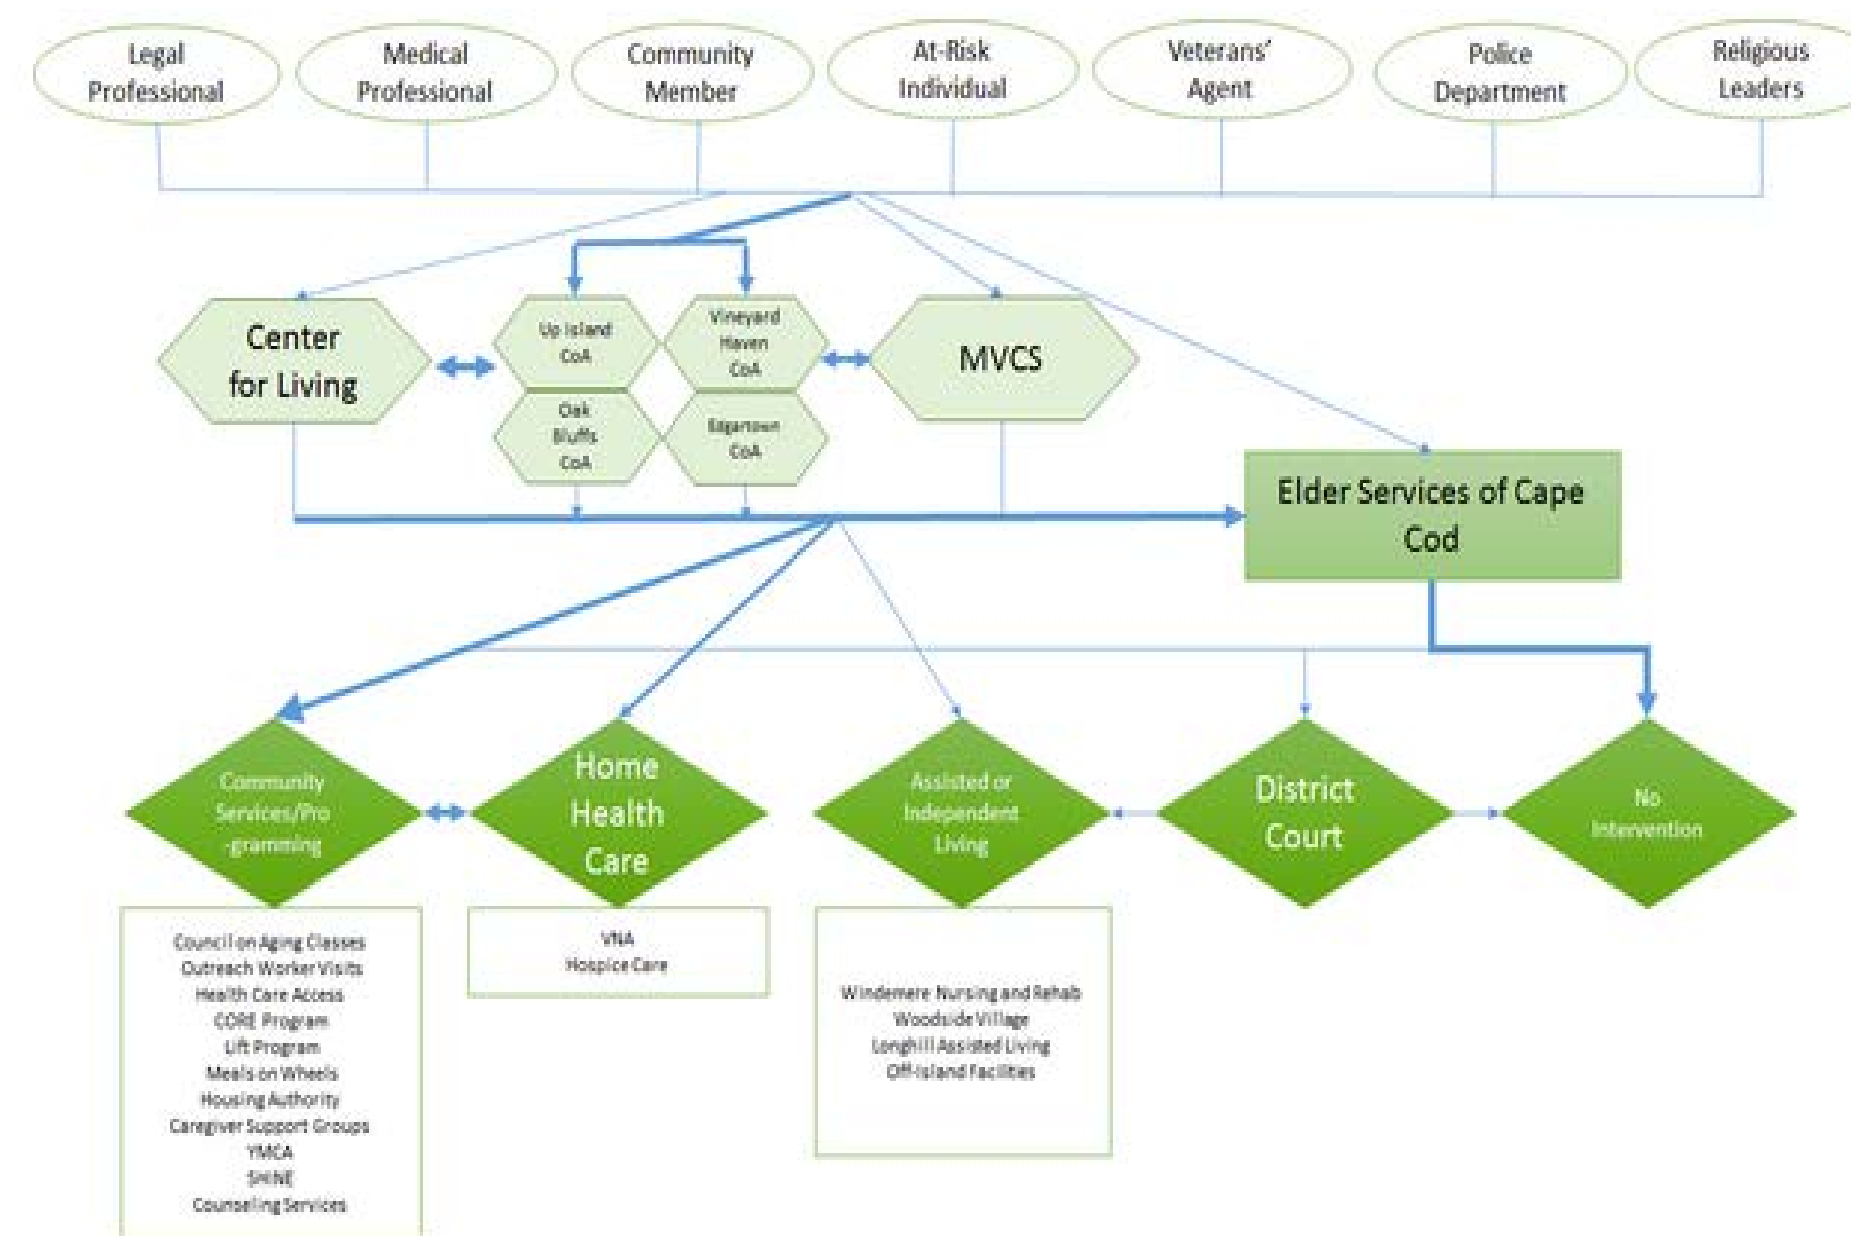 Legal
Professional
Medical
Professional
Community
Member
At-Risk
Individual
Veterans'
Agent
Police
Department
Religious
Leaders
Center
for Living
Up Island
CoA
Vineyard
Haven
CoA
MVCS
Oak
Bluffs
CoA
Edgartown
CoA
Elder Services of Cape
Cod
Community
Services/Pro
-gramming
Home
Health
Care
Assisted or
Independent
Living
District
Court
No
Intervention
Council on Aging Classes
Outreach Worker Visits
Health Care Access
CORE Program
Lift Program
Meals on Wheels
Housing Authority
Caregiver Support Groups
YMCA
SHINE
Counseling Services
VNA
Hospice Care
Windemere Nursing and Rehab
Woodside Village
Longhill Assisted Living
Off-Island Facilities